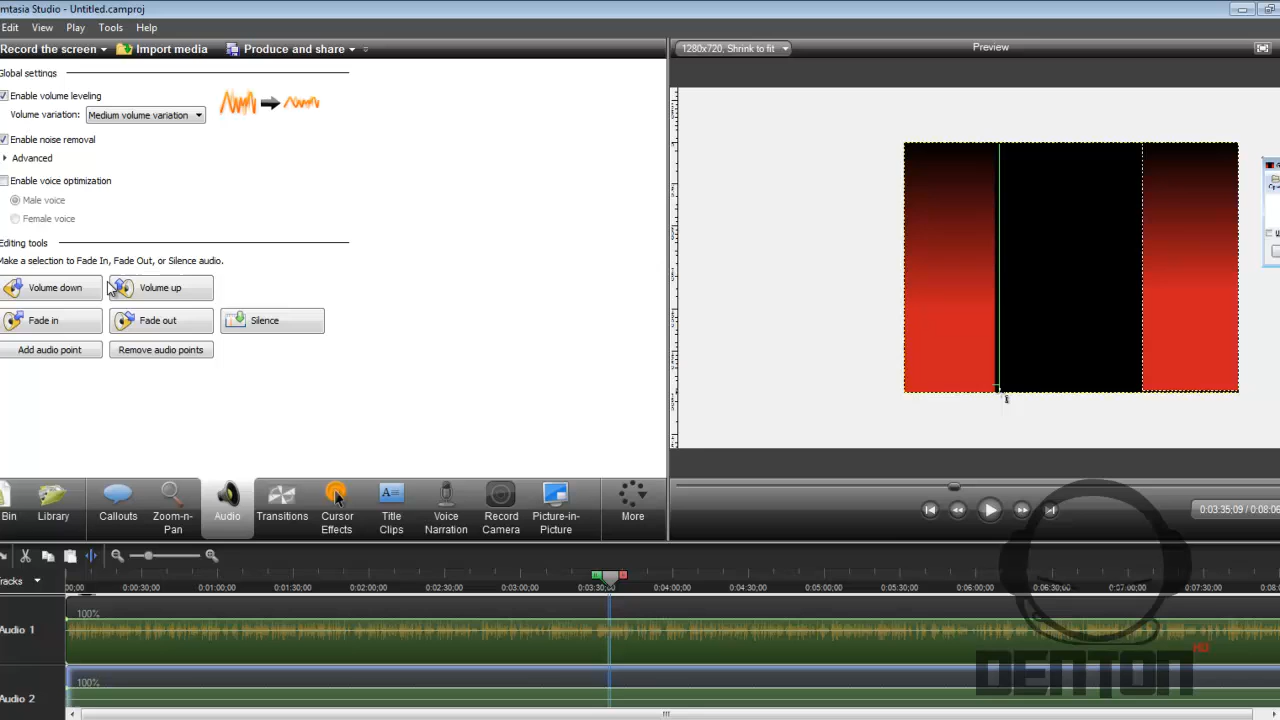 mtasia Studio - Untitled.camproj
Edit View Play Tools Help
Record the screen Import media Produce and share
1280x720, Shrink to fit
Preview
Global settings
Enable volume leveling
Volume variation: Medium volume variation
Enable noise removal
Advanced
Enable voice optimization
Male voice
Female voice
Editing tools
Make a selection to Fade In, Fade Out, or Silence audio.
Volume down Volume up
Fade in Fade out Silence
Add audio point Remove audio points
Bin Library Callouts Zoom-n-Pan Audio Transitions Cursor Effects Title Clips Voice Narration Record Camera Picture-in-Picture More
0:03:35;09 / 0:08:06
racks
00;00 0:00:30;00 0:01:00;00 0:01:30;00 0:02:00;00 0:02:30;00 0:03:00;00 0:03:30;00 0:04:00;00 0:04:30;00 0:05:00;00 0:05:30;00 0:06:00;00 0:06:30;00 0:07:00;00 0:07:30;00 0:08:0
100%
Audio 1
100%
Audio 2
DENTON HD